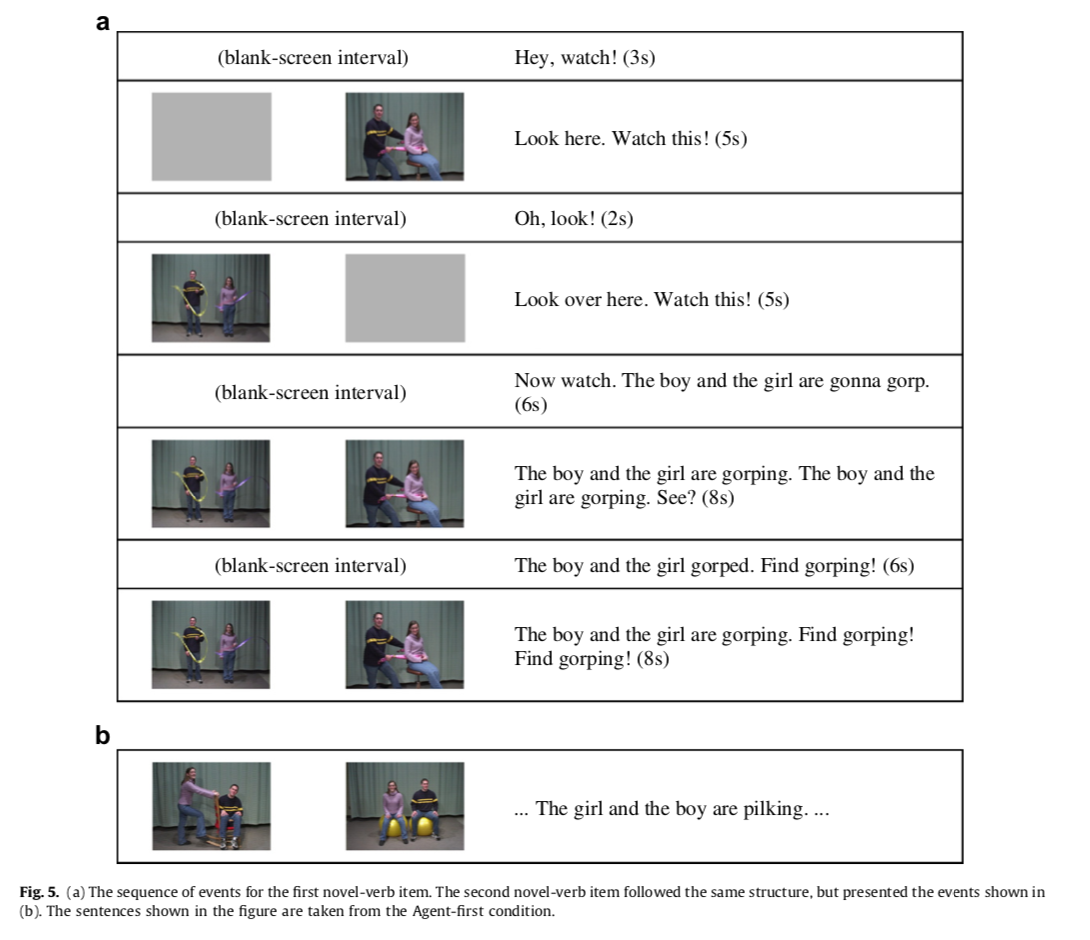 a
(blank-screen interval) Hey, watch! (3s)
Look here. Watch this! (5s)
(blank-screen interval) Oh, look! (2s)
Look over here. Watch this! (5s)
(blank-screen interval) Now watch. The boy and the girl are gonna gorp.
(6s)
The boy and the girl are gorping. The boy and the
girl are gorping. See? (8s)
(blank-screen interval) The boy and the girl gorped. Find gorping! (6s)
The boy and the girl are gorping. Find gorping!
Find gorping! (8s)
b
... The girl and the boy are pilking. ...
Fig. 5. (a) The sequence of events for the first novel-verb item. The second novel-verb item followed the same structure, but presented the events shown in
(b). The sentences shown in the figure are taken from the Agent-first condition.